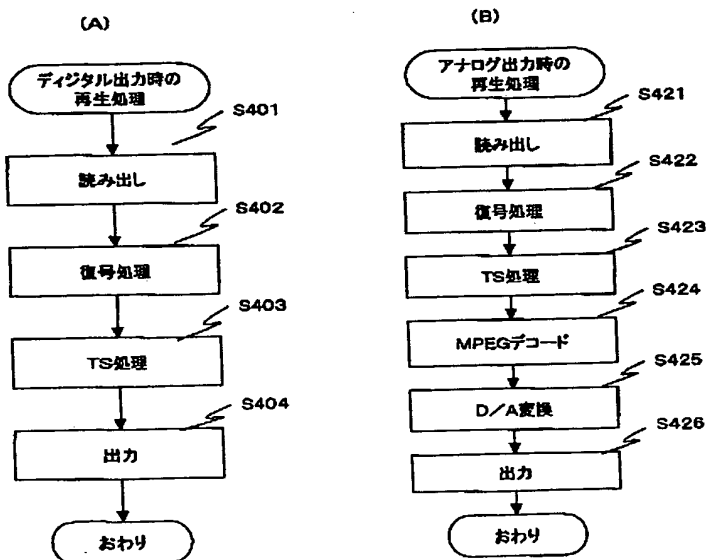 (A)
ディジタル出力時の
再生処理
S401
読み出し
S402
復号処理
S403
TS処理
S404
出力
おわり
(B)
アナログ出力時の
再生処理
S421
読み出し
S422
復号処理
S423
TS処理
S424
MPEGデコード
S425
D/A変換
S426
出力
おわり